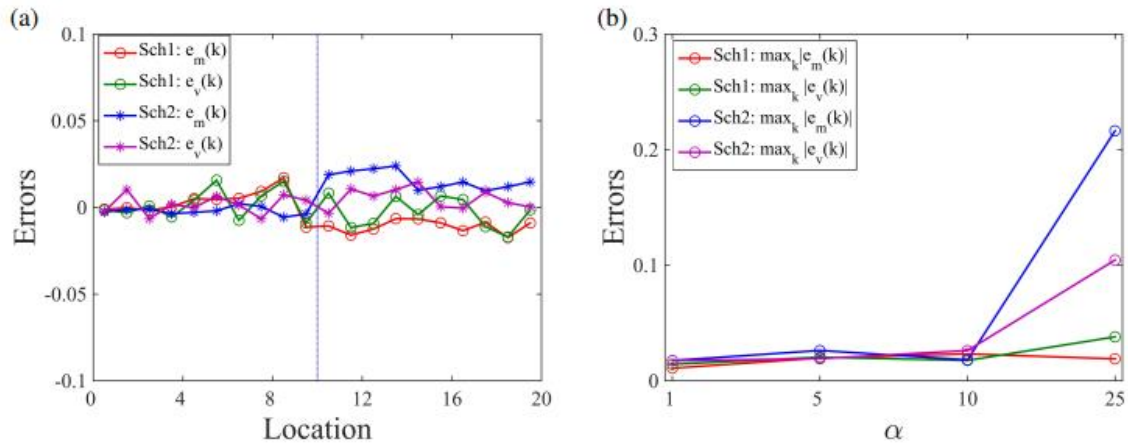 (a)
0.1
0.05
0
-0.05
-0.1
Errors
Sch1: e_m(k)
Sch1: e_v(k)
Sch2: e_m(k)
Sch2: e_v(k)
0 4 8 12 16 20
Location
(b)
0.3
0.2
0.1
0
Errors
Sch1: max_k|e_m(k)|
Sch1: max_k |e_v(k)|
Sch2: max_k |e_m(k)|
Sch2: max_k |e_v(k)|
1 5 10 25
α